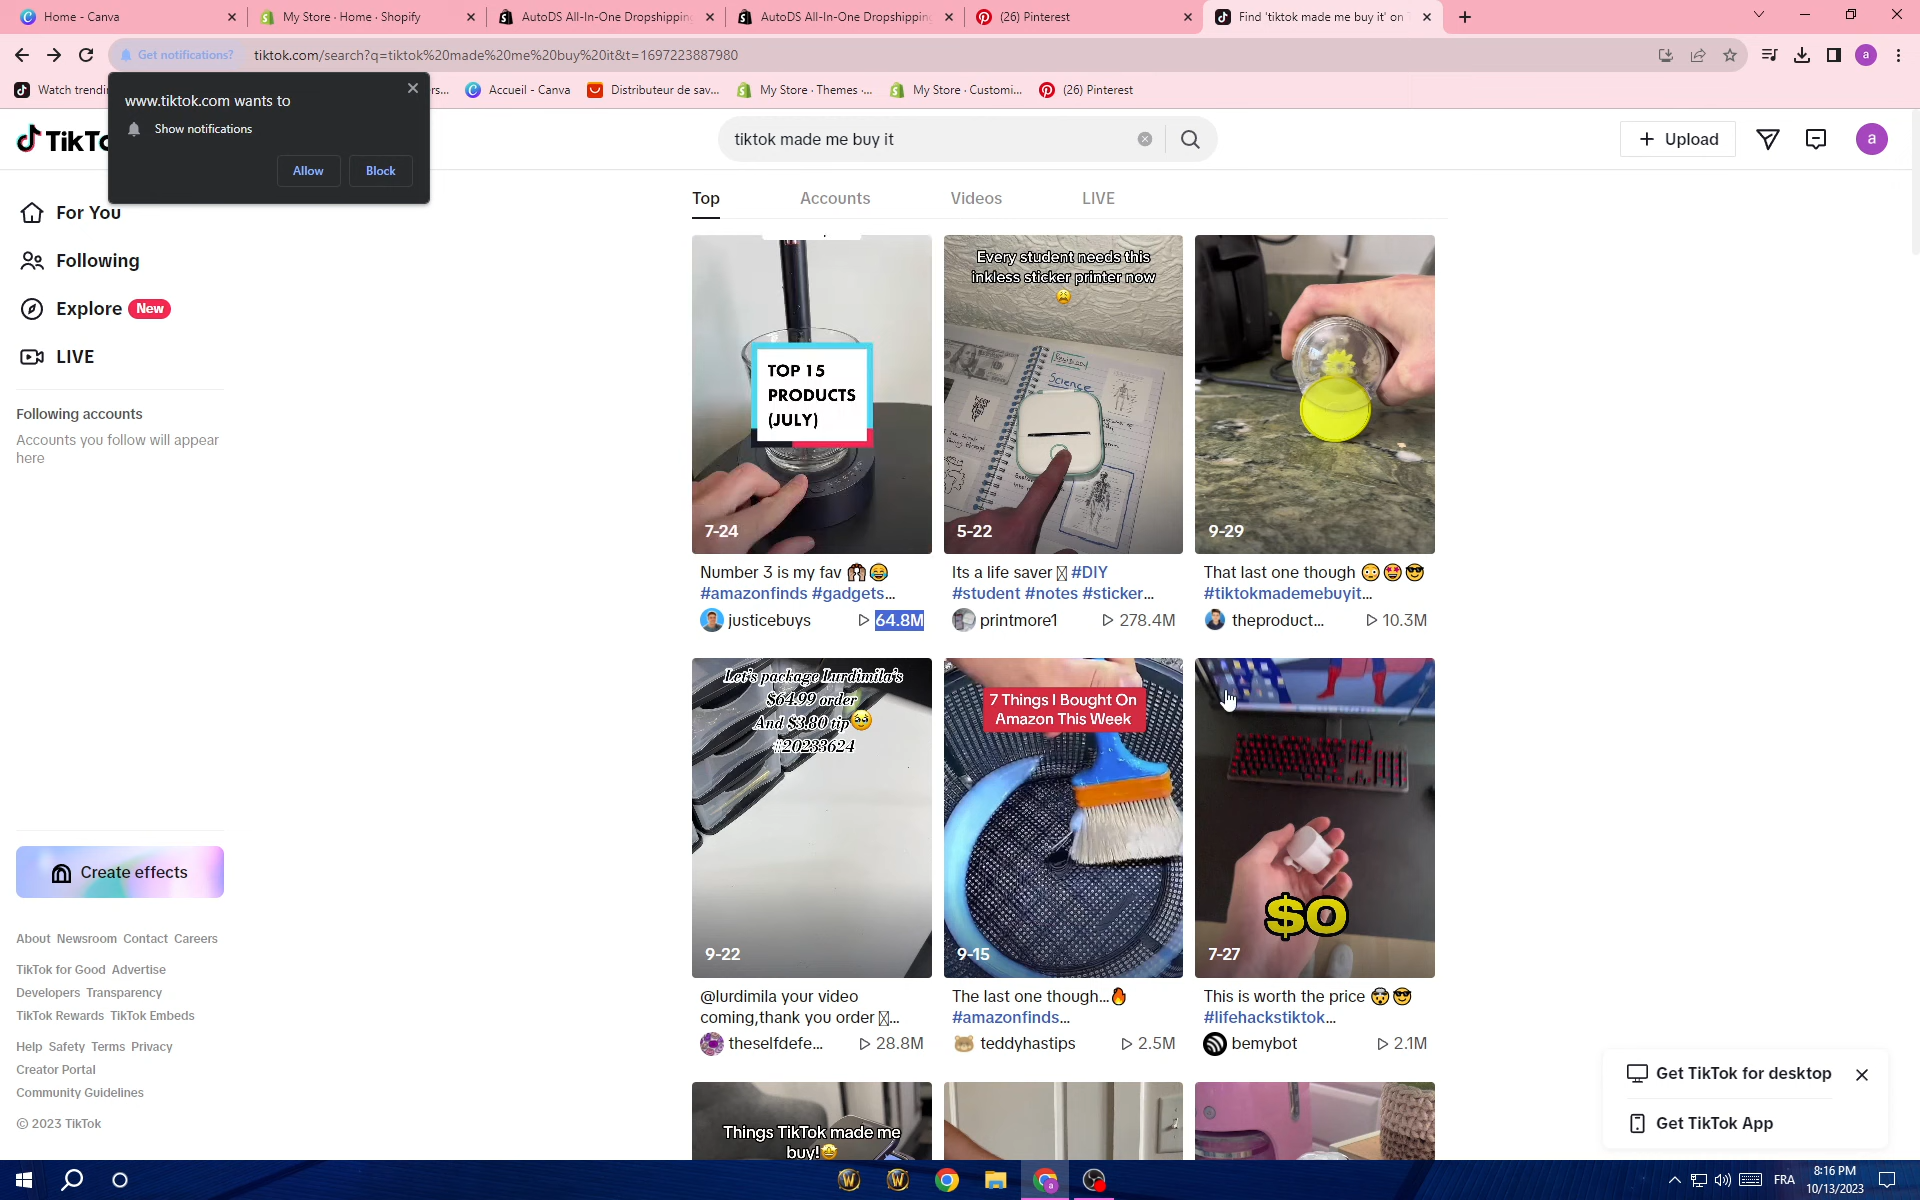 Home - Canva
My Store · Home · Shopify
AutoDS All-In-One Dropshipping
AutoDS All-In-One Dropshipping
(26) Pinterest
Find 'tiktok made me buy it' on
Get notifications?
tiktok.com/search?q=tiktok%20made%20me%20buy%20it&t=1697223887980
Watch trendin
rs...
Accueil - Canva
Distributeur de sav...
My Store · Themes ·...
My Store · Customi...
(26) Pinterest
www.tiktok.com wants to
Show notifications
Allow
Block
TikTo
tiktok made me buy it
Upload
a
For You
Following
Explore New
LIVE
Following accounts
Accounts you follow will appear
here
Create effects
About Newsroom Contact Careers
TikTok for Good Advertise
Developers Transparency
TikTok Rewards TikTok Embeds
Help Safety Terms Privacy
Creator Portal
Community Guidelines
© 2023 TikTok
Top
Accounts
Videos
LIVE
TOP 15
PRODUCTS
(JULY)
7-24
Number 3 is my fav 🙌🏽😂
#amazonfinds #gadgets...
justicebuys
64.8M
Every student needs this
inkless sticker printer now
😩
Science
5-22
Its a life saver #DIY
#student #notes #sticker...
printmore1
278.4M
9-29
That last one though 😳🤩😎
#tiktokmademebuyit...
theproduct...
10.3M
Let's package Lurdimila's
$64.99 order
And $3.80 tip🥹
#20233624
9-22
@lurdimila your video
coming,thank you order ...
theselfdefe...
28.8M
7 Things I Bought On
Amazon This Week
9-15
The last one though...🔥
#amazonfinds...
teddyhastips
2.5M
$0
7-27
This is worth the price 🤯😎
#lifehackstiktok...
bemybot
2.1M
Things TikTok made me
buy!🤩
Get TikTok for desktop
Get TikTok App
FRA
8:16 PM
10/13/2023